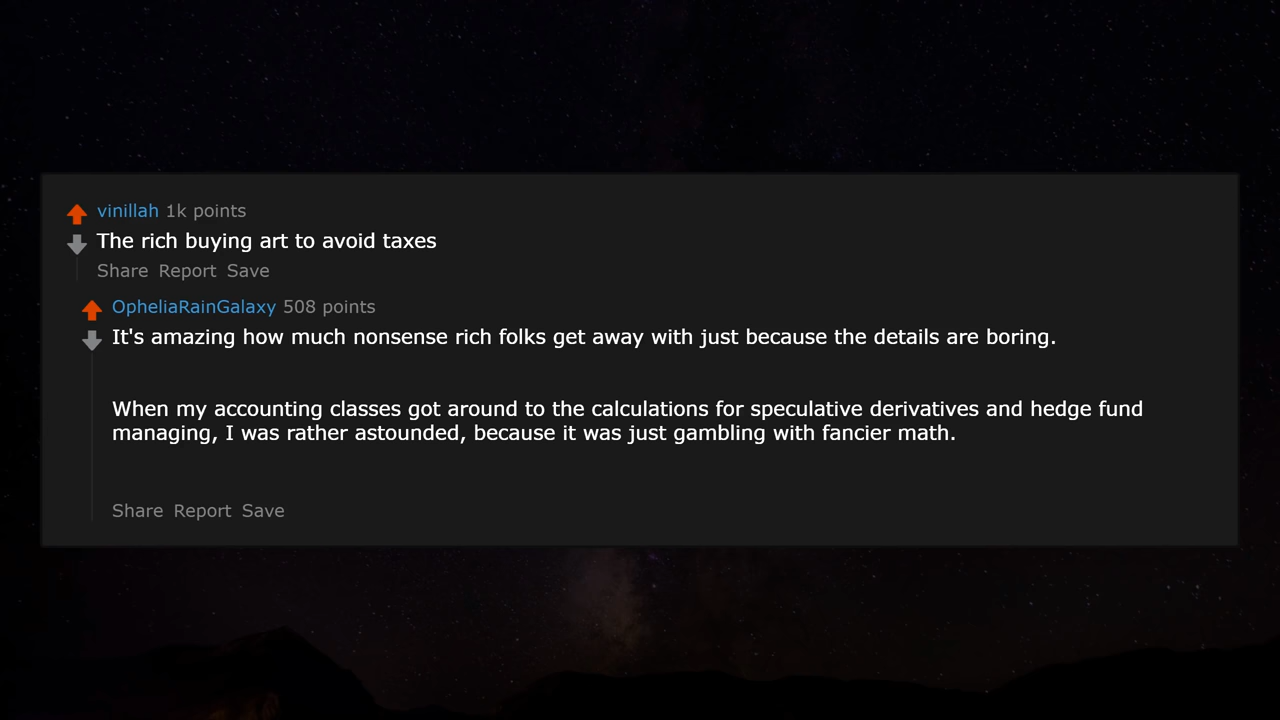 vinillah 1k points
The rich buying art to avoid taxes
Share Report Save
OpheliaRainGalaxy 508 points
It's amazing how much nonsense rich folks get away with just because the details are boring.
When my accounting classes got around to the calculations for speculative derivatives and hedge fund
managing, I was rather astounded, because it was just gambling with fancier math.
Share Report Save